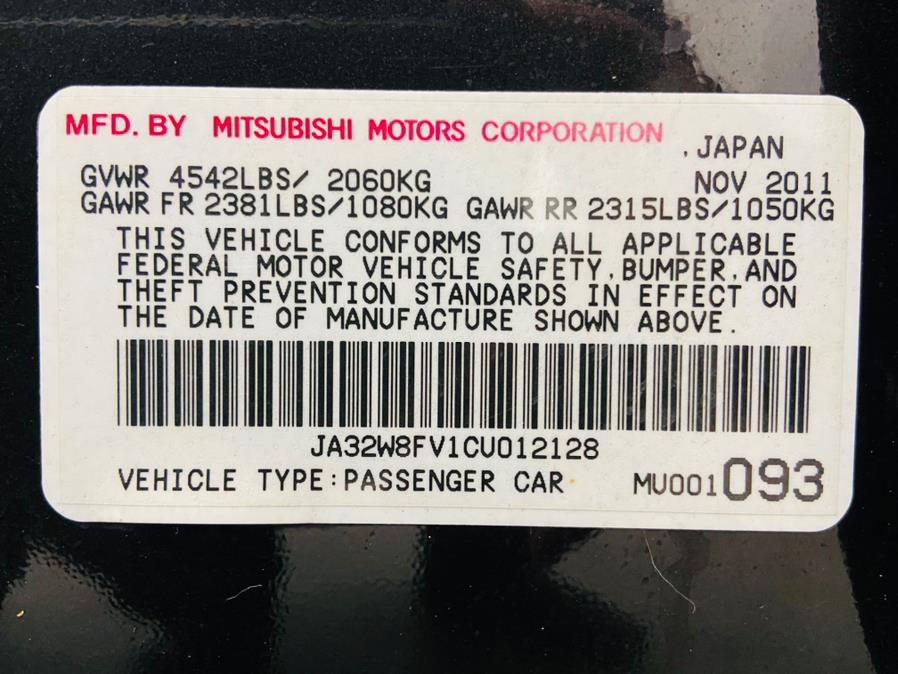 MFD. BY MITSUBISHI MOTORS CORPORATION
, JAPAN
GVWR 4542LBS/ 2060KG NOV 2011
GAWR FR 2381LBS/1080KG GAWR RR 2315LBS/1050KG
THIS VEHICLE CONFORMS TO ALL APPLICABLE
FEDERAL MOTOR VEHICLE SAFETY, BUMPER, AND
THEFT PREVENTION STANDARDS IN EFFECT ON
THE DATE OF MANUFACTURE SHOWN ABOVE.
JA32W8FV1CU012128
VEHICLE TYPE:PASSENGER CAR MU001 093